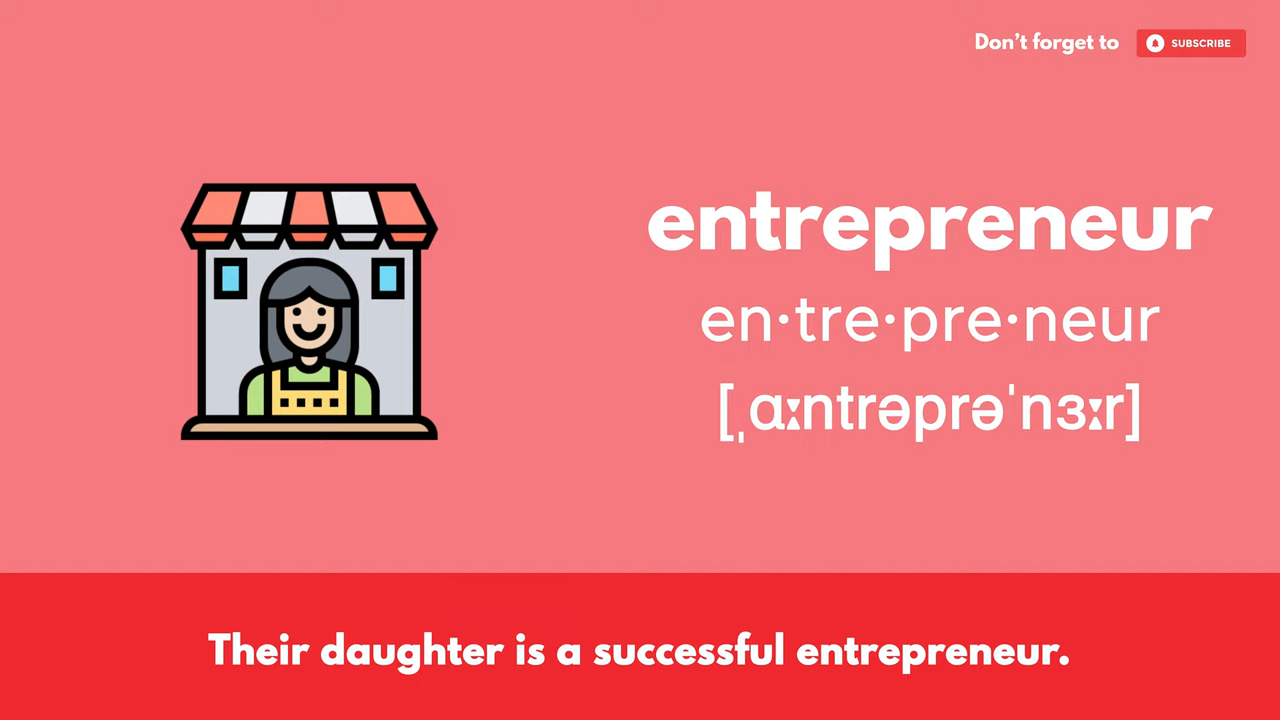 Don't forget to SUBSCRIBE
entrepreneur
en·tre·pre·neur
[ˌɑːntrəprəˈnɜːr]
Their daughter is a successful entrepreneur.